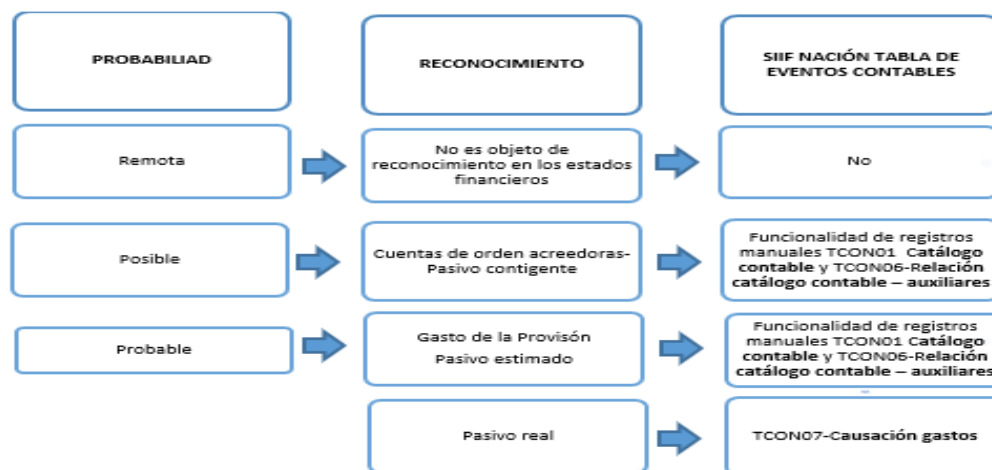 PROBABILIAD
RECONOCIMIENTO
SIIF NACIÓN TABLA DE
EVENTOS CONTABLES
Remota
No es objeto de
reconocimiento en los estados
financieros
No
Posible
Cuentas de orden acreedoras-
Pasivo contigente
Funcionalidad de registros
manuales TCON01 Catálogo
contable y TCON06-Relación
catálogo contable – auxiliares
Probable
Gasto de la Provisón
Pasivo estimado
Funcionalidad de registros
manuales TCON01 Catálogo
contable y TCON06-Relación
catálogo contable – auxiliares
Pasivo real
TCON07-Causación gastos